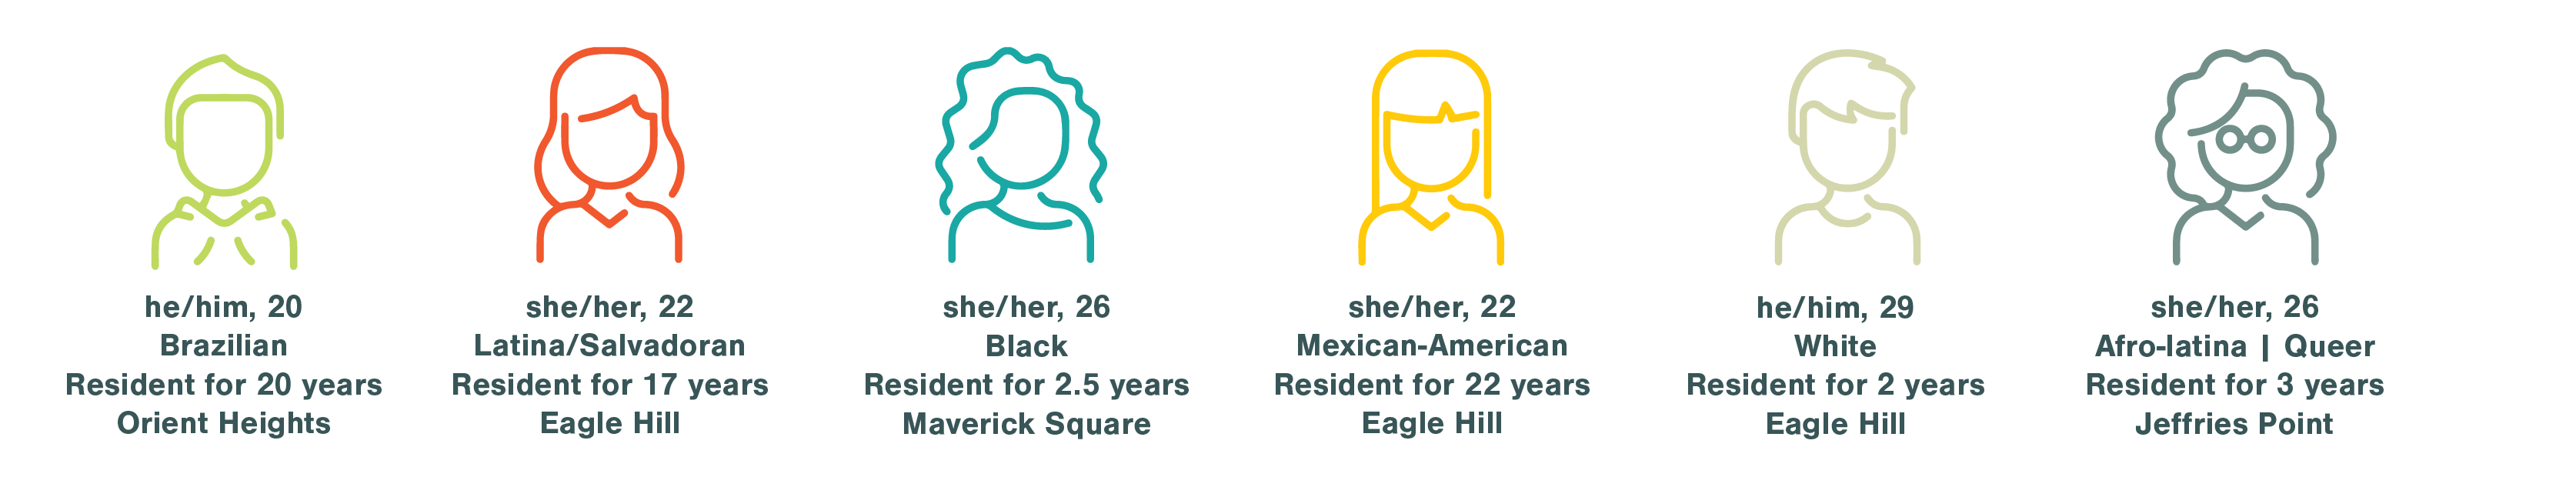 he/him, 20
Brazilian
Resident for 20 years
Orient Heights
she/her, 22
Latina/Salvadoran
Resident for 17 years
Eagle Hill
she/her, 26
Black
Resident for 2.5 years
Maverick Square
she/her, 22
Mexican-American
Resident for 22 years
Eagle Hill
he/him, 29
White
Resident for 2 years
Eagle Hill
she/her, 26
Afro-latina | Queer
Resident for 3 years
Jeffries Point